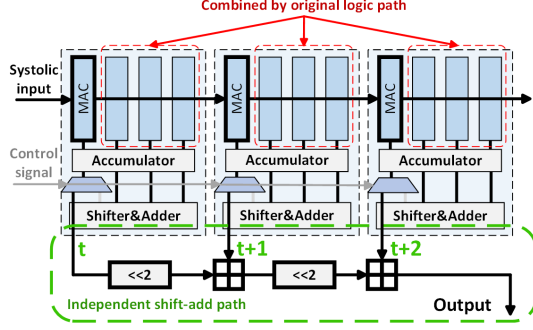 Combined by original logic path
Systolic
input
MAC
MAC
MAC
Control
signal
Accumulator
Accumulator
Accumulator
Shifter&Adder
Shifter&Adder
Shifter&Adder
t
t+1
t+2
<<2
<<2
Independent shift-add path
Output